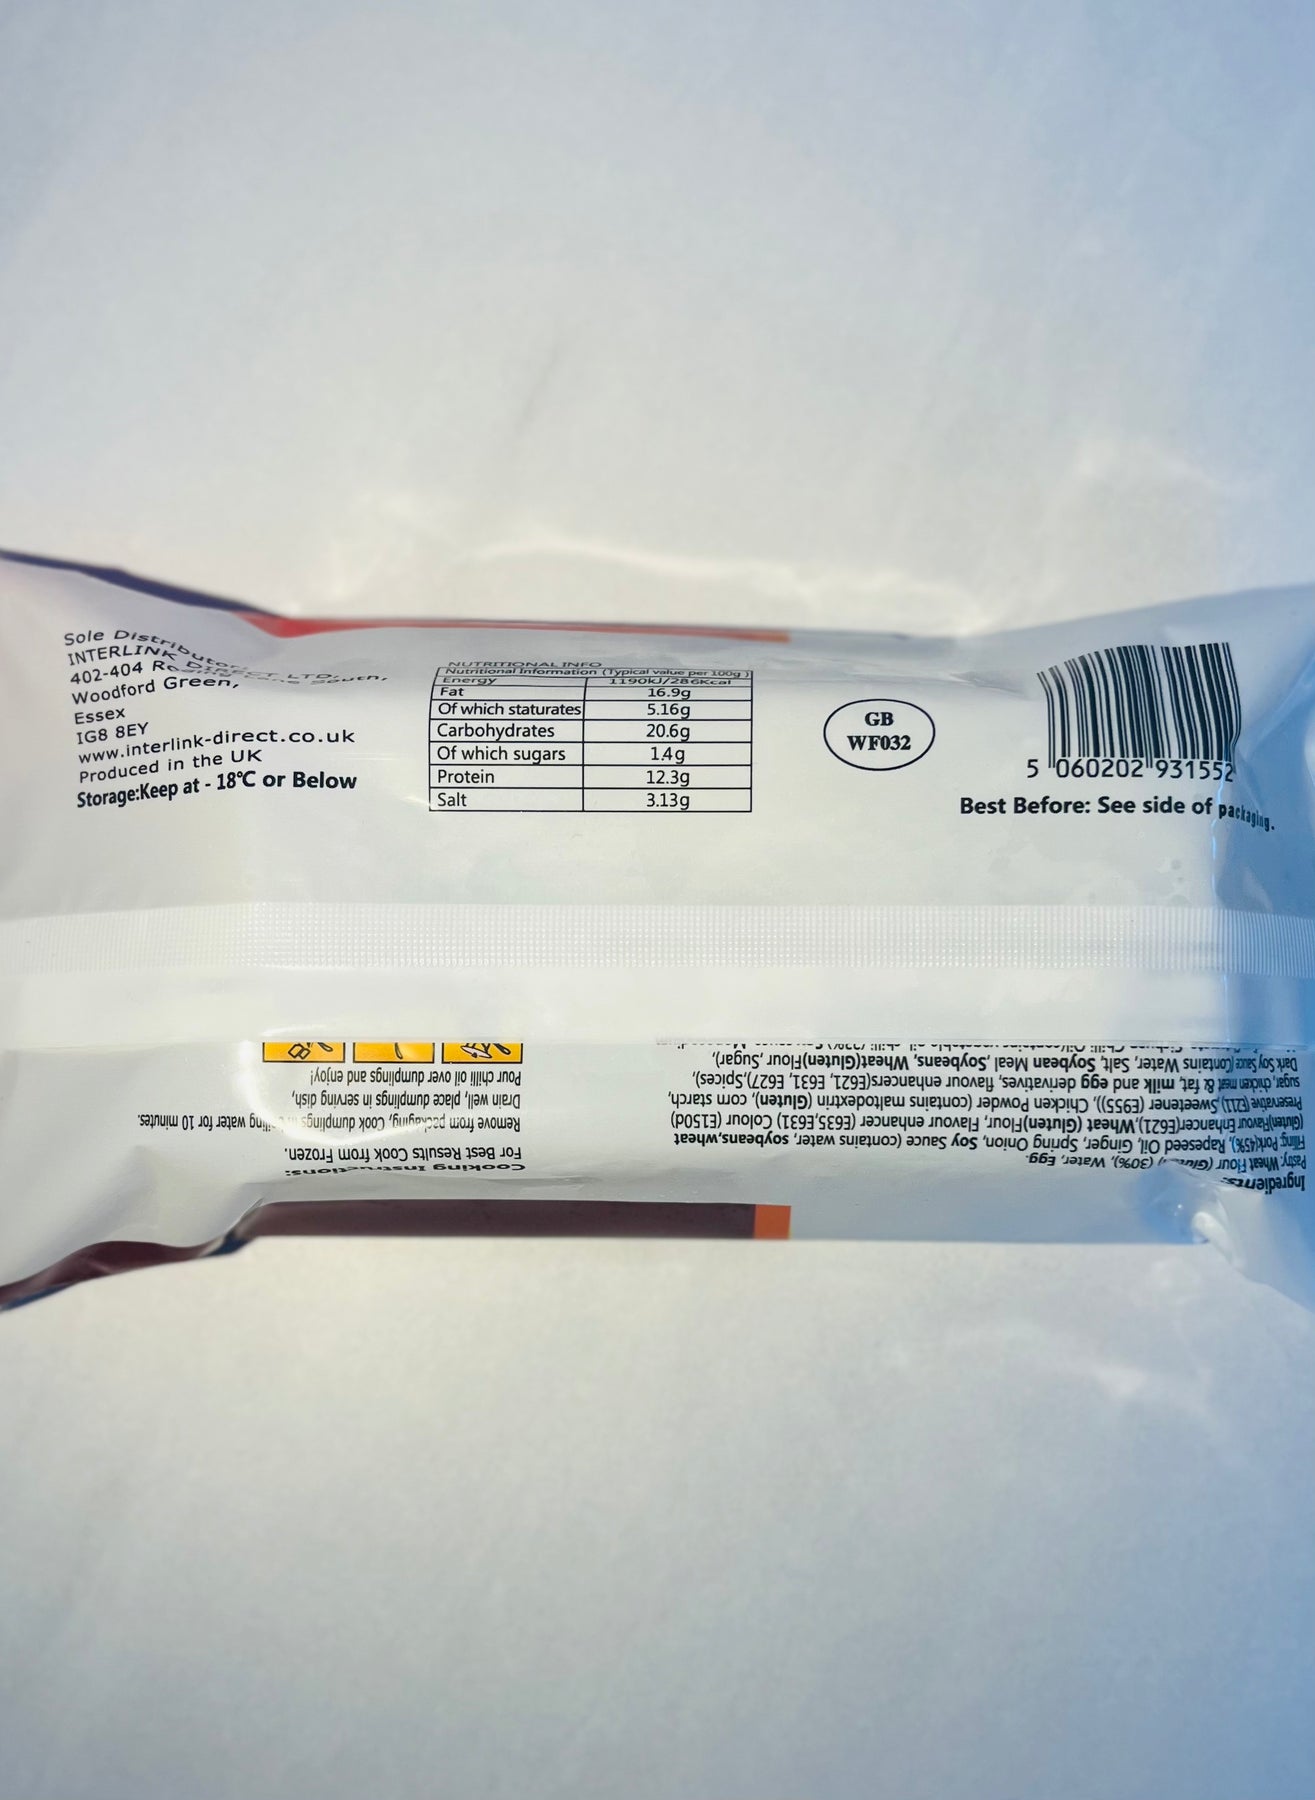 Sole Distributor:
INTERLINK DIRECT LTD.
402-404
Woodford Green,
Essex
IG8 8EY
www.interlink-direct.co.uk
Produced in the UK
Storage:Keep at - 18℃ or Below
NUTRITIONAL INFO
Nutritional Information (Typical value per 100g)
Energy 1190kJ/286Kcal
Fat 16.9g
Of which staturates 5.16g
Carbohydrates 20.6g
Of which sugars 1.4g
Protein 12.3g
Salt 3.13g
GB
WF032
5 060202 931552
Best Before: See side of packaging.
Ingredients:
Pastry: Wheat Flour (Gluten) (30%), Water, Egg.
Filling: Pork(45%), Rapeseed Oil, Ginger, Spring Onion, Soy Sauce (contains water, soybeans,wheat
(Gluten)Flavour Enhancer(E621),Wheat (Gluten)Flour, Flavour enhancer (E635,E631) Colour (E150d)
Preservative (E211), Sweetener (E955)), Chicken Powder (contains maltodextrin (Gluten), corn starch,
sugar, chicken meat & fat, milk and egg derivatives, flavour enhancers(E621, E631, E627),Spices),
Dark Soy Sauce (Contains Water, Salt, Soybean Meal ,Soybeans, Wheat(Gluten)Flour ,Sugar),
Cooking Instructions:
For Best Results Cook from Frozen.
Remove from packaging, Cook dumplings in water for 10 minutes.
Drain well, place dumplings in serving dish,
Pour chilli oil over dumplings and enjoy!